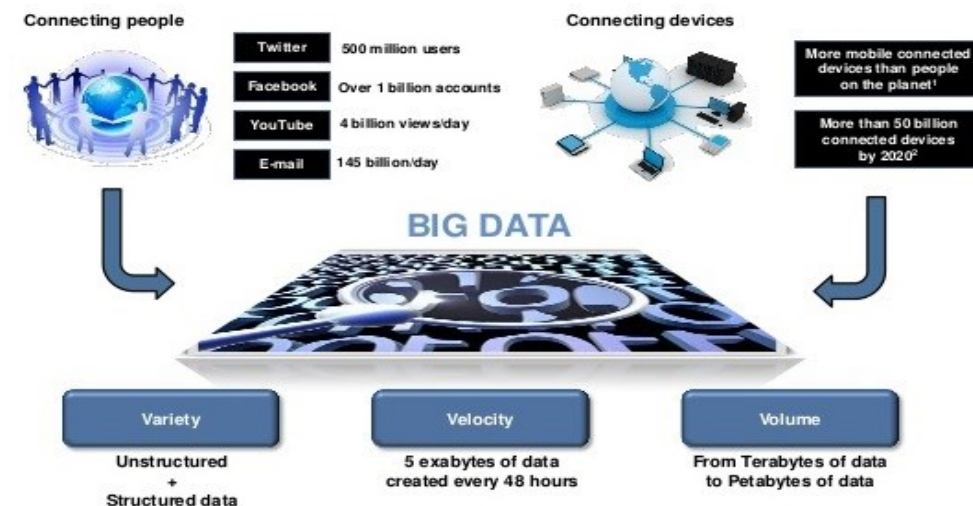 Connecting people
Twitter 500 million users
Facebook Over 1 billion accounts
YouTube 4 billion views/day
E-mail 145 billion/day
Connecting devices
More mobile connected
devices than people
on the planet¹
More than 50 billion
connected devices
by 2020²
BIG DATA
Variety
Unstructured
+
Structured data
Velocity
5 exabytes of data
created every 48 hours
Volume
From Terabytes of data
to Petabytes of data